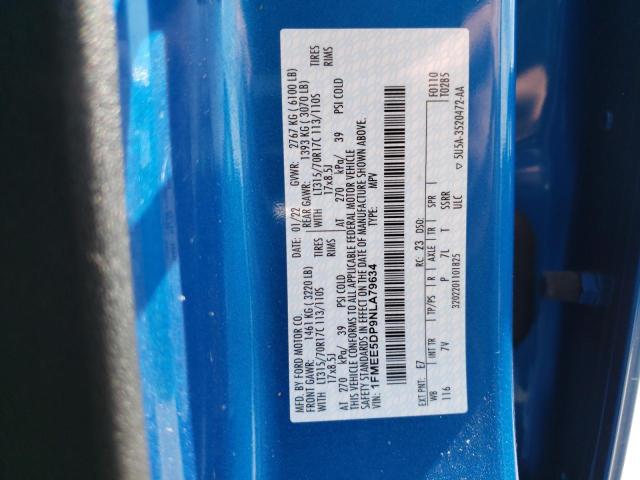 MFD. BY FORD MOTOR CO.
DATE: 01/22 GVWR: 2767 KG ( 6100 LB)
FRONT GAWR: 1461 KG ( 3220 LB) REAR GAWR: 1393 KG ( 3070 LB)
WITH LT315/70R17C 113/110S TIRES WITH LT315/70R17C 113/110S TIRES
17x8.5J RIMS 17x8.5J RIMS
AT 270 kPa/ 39 PSI COLD AT 270 kPa/ 39 PSI COLD
THIS VEHICLE CONFORMS TO ALL APPLICABLE FEDERAL MOTOR VEHICLE
SAFETY STANDARDS IN EFFECT ON THE DATE OF MANUFACTURE SHOWN ABOVE.
VIN: 1FMEE5DP9NLA79634 TYPE: MPV
F0110
T02B5
EXT PNT: E7 RC: 23 DSO:
WB INT TR TP/PS R AXLE TR SPR
116 7V P 7L T SSRR
ULC
3202201101825
▽ 5U5A-3520472-AA